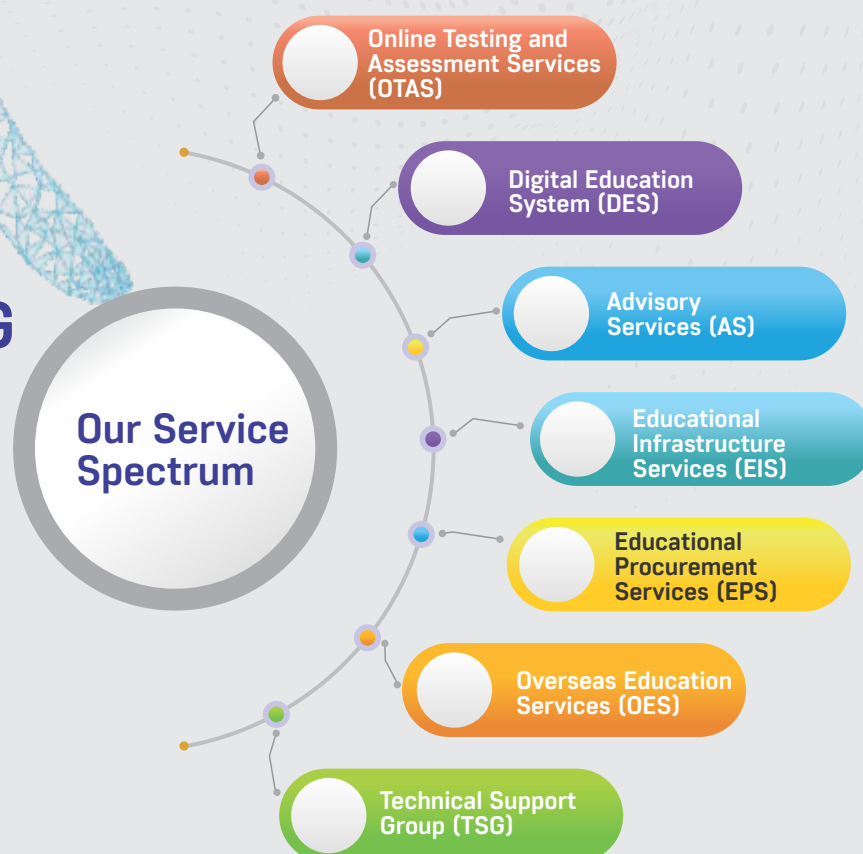 Online Testing and
Assessment Services
(OTAS)
Digital Education
System (DES)
Advisory
Services (AS)
G
Our Service
Spectrum
Educational
Infrastructure
Services (EIS)
Educational
Procurement
Services (EPS)
Overseas Education
Services (OES)
Technical Support
Group (TSG)